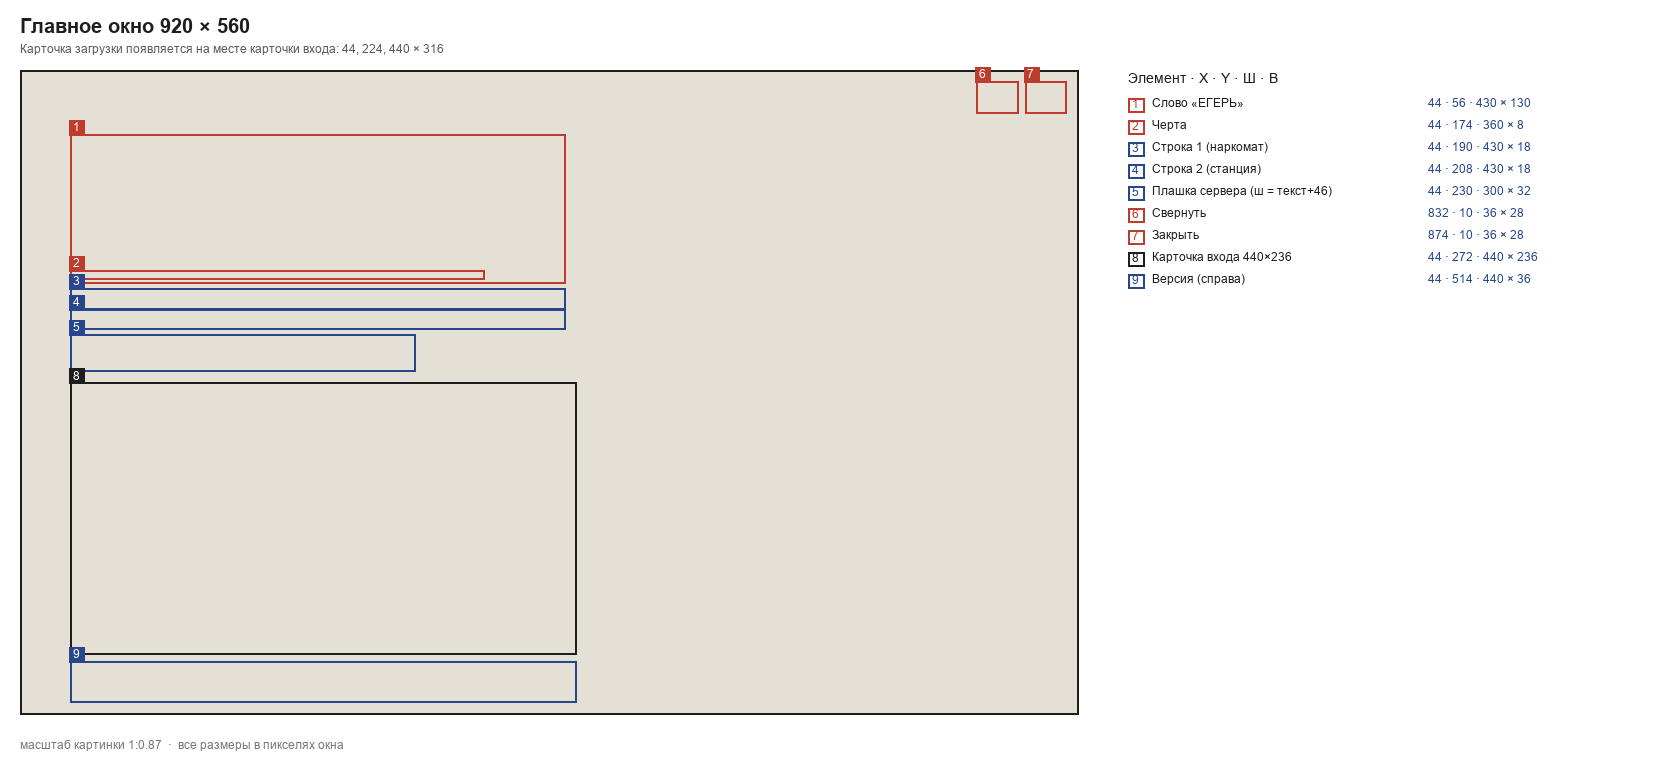 Главное окно 920 × 560
Карточка загрузки появляется на месте карточки входа: 44, 224, 440 × 316
6 7
1
2
3
4
5
8
9
Элемент · X · Y · Ш · В
1 Слово «ЕГЕРЬ» 44 · 56 · 430 × 130
2 Черта 44 · 174 · 360 × 8
3 Строка 1 (наркомат) 44 · 190 · 430 × 18
4 Строка 2 (станция) 44 · 208 · 430 × 18
5 Плашка сервера (ш = текст+46) 44 · 230 · 300 × 32
6 Свернуть 832 · 10 · 36 × 28
7 Закрыть 874 · 10 · 36 × 28
8 Карточка входа 440×236 44 · 272 · 440 × 236
9 Версия (справа) 44 · 514 · 440 × 36
масштаб картинки 1:0.87 · все размеры в пикселях окна